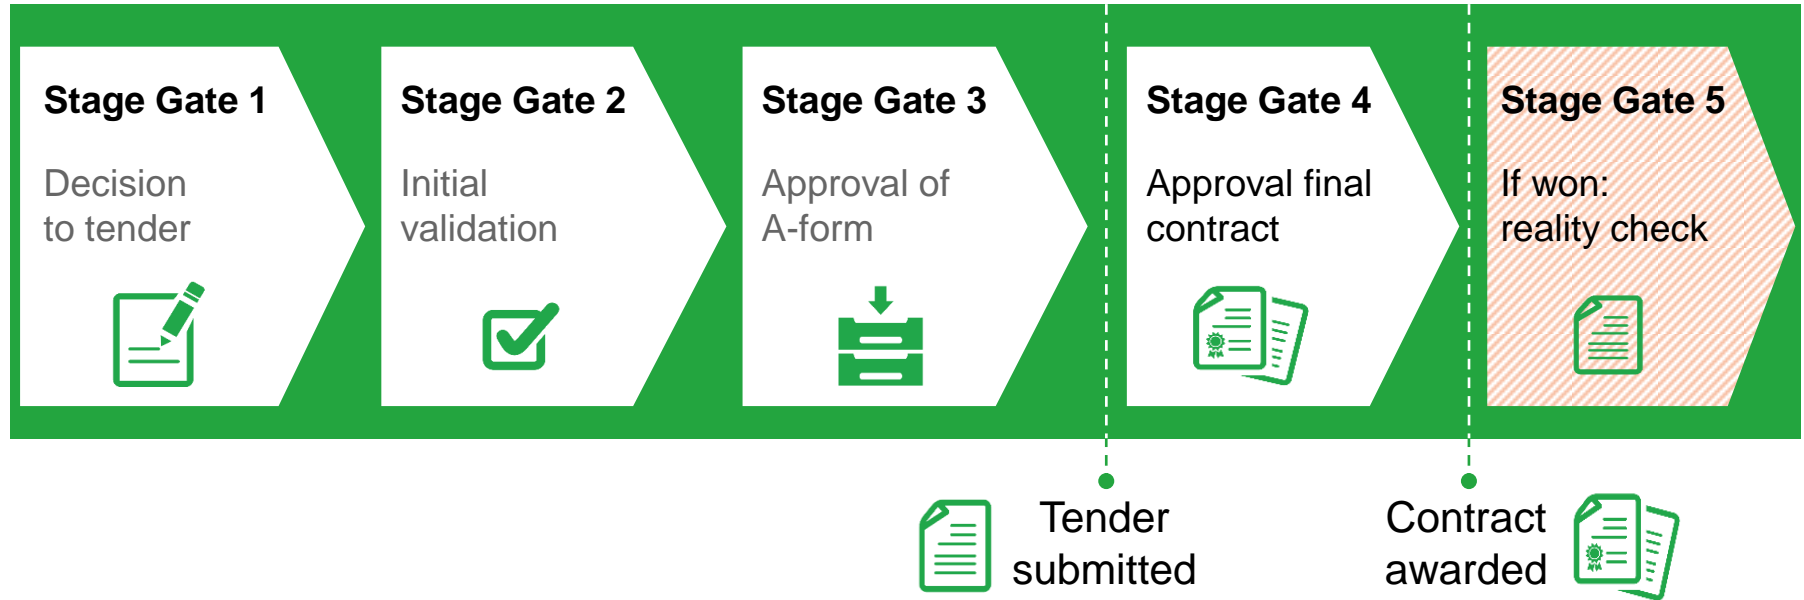 Stage Gate 1
Decision
to tender
Stage Gate 2
Initial
validation
Stage Gate 3
Approval of
A-form
Stage Gate 4
Approval final
contract
Stage Gate 5
If won:
reality check
Tender
submitted
Contract
awarded